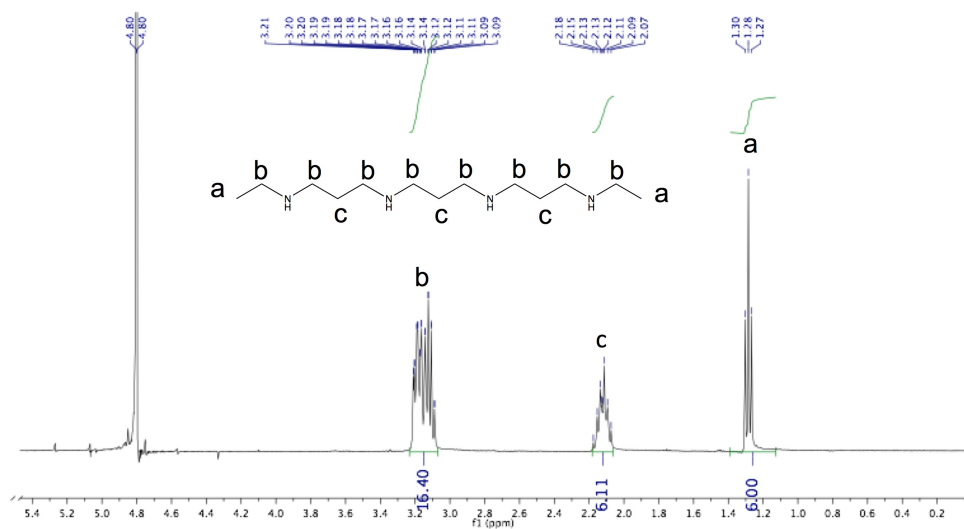 4.80 4.80 3.21 3.20 3.20 3.19 3.19 3.18 3.18 3.17 3.17 3.16 3.16 3.14 3.14 3.12 3.12 3.11 3.11 3.09 3.09 2.18 2.15 2.13 2.13 2.12 2.11 2.09 2.07 1.30 1.28 1.27
a
b b b b b b b b
a a
N N N N
H H H H
c c c
b
c
16.40 6.11 6.00
5.4 5.2 5.0 4.8 4.6 4.4 4.2 4.0 3.8 3.6 3.4 3.2 3.0 2.8 2.6 2.4 2.2 2.0 1.8 1.6 1.4 1.2 1.0 0.8 0.6 0.4 0.2
f1 (ppm)